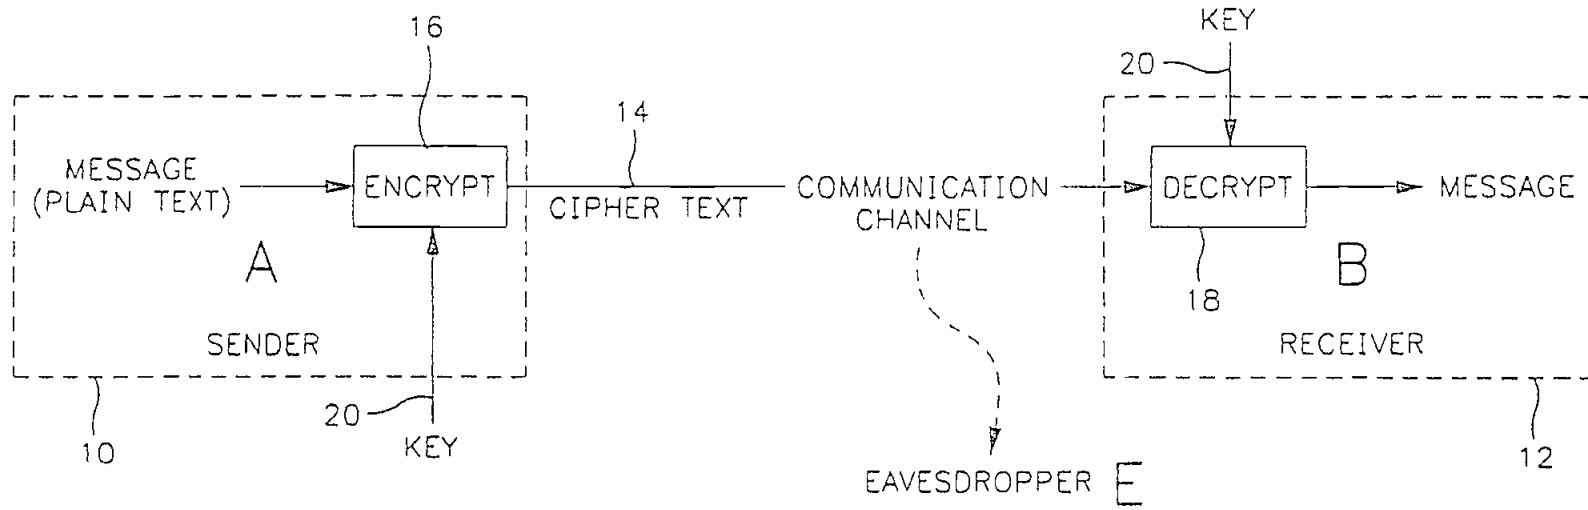 16
KEY
20
14
MESSAGE
(PLAIN TEXT)
ENCRYPT
CIPHER TEXT
COMMUNICATION
CHANNEL
DECRYPT
MESSAGE
A
B
18
SENDER
RECEIVER
20
10
KEY
12
EAVESDROPPER E